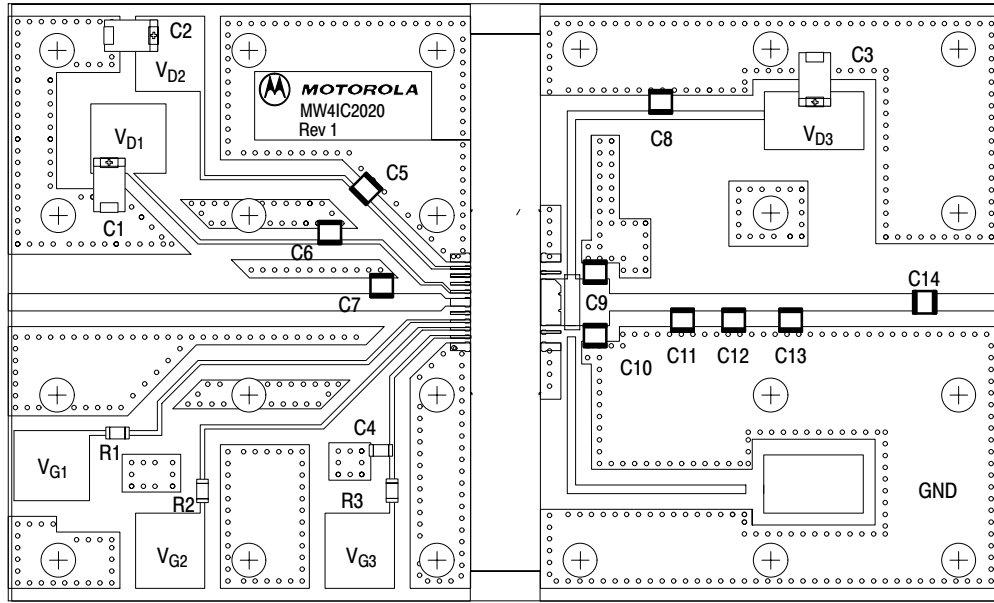 C2
VD2
MOTOROLA
MW4IC2020
Rev 1
C3
C8
VD3
VD1
C5
C1
C6
C7
C9
C14
C10
C11
C12
C13
R1
C4
VG1
R2
R3
GND
VG2
VG3